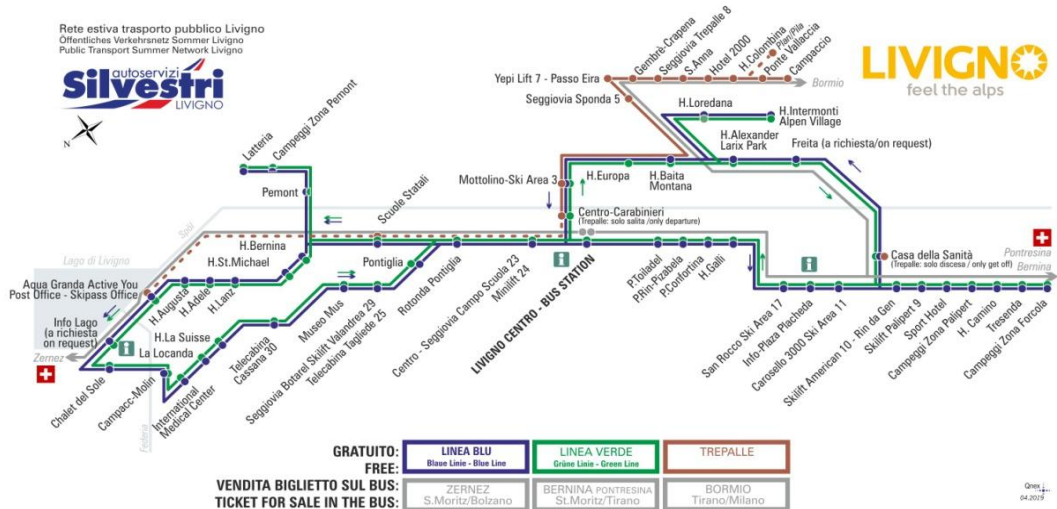 Rete estiva trasporto pubblico Livigno
Öffentliches Verkehrsnetz Sommer Livigno
Public Transport Summer Network Livigno
autoservizi
Silvestri
LIVIGNO
N
LIVIGNO
feel the alps
Yepi Lift 7 - Passo Eira
Gembrè-Crapena
Seggiovia Trepalle 8
S.Anna
Hotel 2000
H.Colombina
Plan/Pila
Ponte Vallaccia
Campaccio
Bormio
Seggiovia Sponda 5
H.Loredana
H.Intermonti
Alpen Village
H.Alexander
Larix Park
Freita (a richiesta/on request)
H.Europa
H.Baita
Montana
Mottolino-Ski Area 3
Centro-Carabinieri
(Trepalle: solo salita /only departure)
Latteria
Campeggi Zona Pemont
Pemont
Scuole Statali
Spöl
Lago di Livigno
H.Bernina
H.St.Michael
Aqua Granda Active You
Post Office - Skipass Office
H.Augusta
H.Adele
H.Lanz
Info Lago
(a richiesta
on request)
Zernez
H.La Suisse
i
La Locanda
Chalet del Sole
Federia
Campacc-Molin
International
Medical Center
Telecabina
Cassana 30
Museo Mus
Seggiovia Botarel Skilift Valandrea 29
Telecabina Tagliede 25
Pontiglia
Rotonda Pontiglia
Centro - Seggiovia Campo Scuola 23
Minilift 24
i
LIVIGNO CENTRO - BUS STATION
P.Toiladel
P.Rin-Pizabela
P.Confortina
H.Galli
i
Casa della Sanità
(Trepalle: solo discesa / only get off)
Pontresina
Bernina
San Rocco Ski Area 17
Info-Plan Placheda
Carosello 3000 Ski Area 11
Skilift American 10 - Rin da Gen
Skilift Palipert 9
Sport Hotel
Campeggi Zona Palipert
H. Camino
Tresenda
Campeggi Zona Forcola
GRATUITO:
FREE:
LINEA BLU
Blaue Linie - Blue Line
LINEA VERDE
Grüne Linie - Green Line
TREPALLE
VENDITA BIGLIETTO SUL BUS:
TICKET FOR SALE IN THE BUS:
ZERNEZ
S.Moritz/Bolzano
BERNINA PONTRESINA
St.Moritz/Tirano
BORMIO
Tirano/Milano
Qnex
04.2019